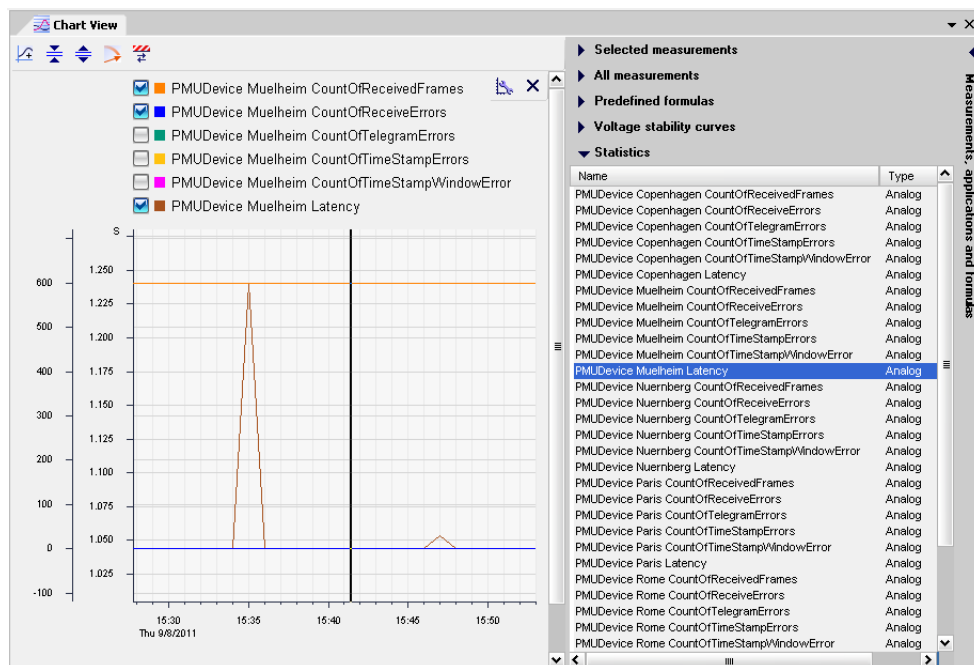 Chart View
PMUDevice Muelheim CountOfReceivedFrames
PMUDevice Muelheim CountOfReceiveErrors
PMUDevice Muelheim CountOfTelegramErrors
PMUDevice Muelheim CountOfTimeStampErrors
PMUDevice Muelheim CountOfTimeStampWindowError
PMUDevice Muelheim Latency
S
600
500
400
300
200
100
0
-100
1.250
1.225
1.200
1.175
1.150
1.125
1.100
1.075
1.050
1.025
15:30 15:35 15:40 15:45 15:50
Thu 9/8/2011
Selected measurements
All measurements
Predefined formulas
Voltage stability curves
Statistics
Name Type
PMUDevice Copenhagen CountOfReceivedFrames Analog
PMUDevice Copenhagen CountOfReceiveErrors Analog
PMUDevice Copenhagen CountOfTelegramErrors Analog
PMUDevice Copenhagen CountOfTimeStampErrors Analog
PMUDevice Copenhagen CountOfTimeStampWindowError Analog
PMUDevice Copenhagen Latency Analog
PMUDevice Muelheim CountOfReceivedFrames Analog
PMUDevice Muelheim CountOfReceiveErrors Analog
PMUDevice Muelheim CountOfTelegramErrors Analog
PMUDevice Muelheim CountOfTimeStampErrors Analog
PMUDevice Muelheim CountOfTimeStampWindowError Analog
PMUDevice Muelheim Latency Analog
PMUDevice Nuernberg CountOfReceivedFrames Analog
PMUDevice Nuernberg CountOfReceiveErrors Analog
PMUDevice Nuernberg CountOfTelegramErrors Analog
PMUDevice Nuernberg CountOfTimeStampErrors Analog
PMUDevice Nuernberg CountOfTimeStampWindowError Analog
PMUDevice Nuernberg Latency Analog
PMUDevice Paris CountOfReceivedFrames Analog
PMUDevice Paris CountOfReceiveErrors Analog
PMUDevice Paris CountOfTelegramErrors Analog
PMUDevice Paris CountOfTimeStampErrors Analog
PMUDevice Paris CountOfTimeStampWindowError Analog
PMUDevice Paris Latency Analog
PMUDevice Rome CountOfReceivedFrames Analog
PMUDevice Rome CountOfReceiveErrors Analog
PMUDevice Rome CountOfTelegramErrors Analog
PMUDevice Rome CountOfTimeStampErrors Analog
PMUDevice Rome CountOfTimeStampWindowError Analog
Measurements, applications and formulas